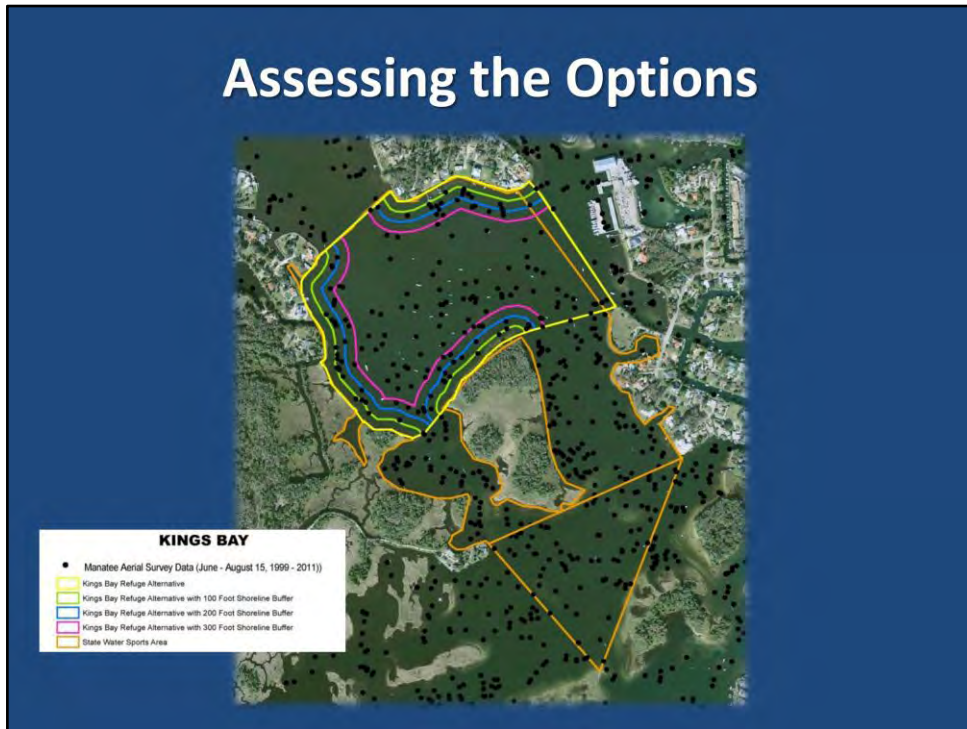 Assessing the Options
KINGS BAY
Manatee Aerial Survey Data (June - August 15, 1999 - 2011))
Kings Bay Refuge Alternative
Kings Bay Refuge Alternative with 100 Foot Shoreline Buffer
Kings Bay Refuge Alternative with 200 Foot Shoreline Buffer
Kings Bay Refuge Alternative with 300 Foot Shoreline Buffer
State Water Sports Area